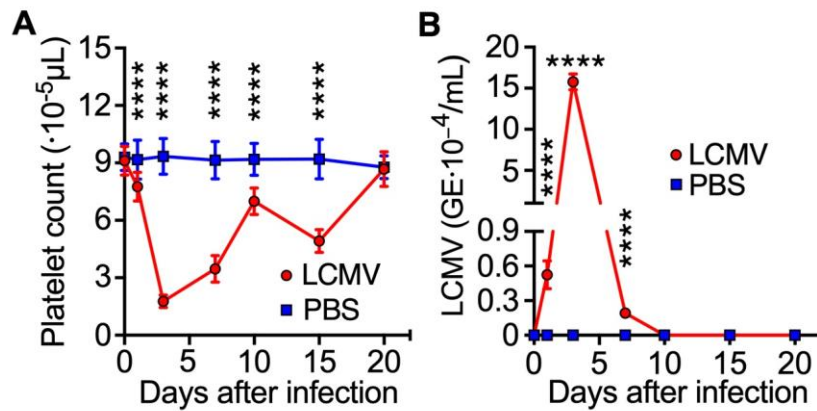 A
Platelet count (·10⁻⁵µL)
15
12
9
6
3
0
**** **** **** **** ****
LCMV
PBS
0 5 10 15 20
Days after infection
B
LCMV (GE·10⁻⁴/mL)
20
15
10
5
0.9
0.6
0.3
0
**** **** ****
LCMV
PBS
0 5 10 15 20
Days after infection